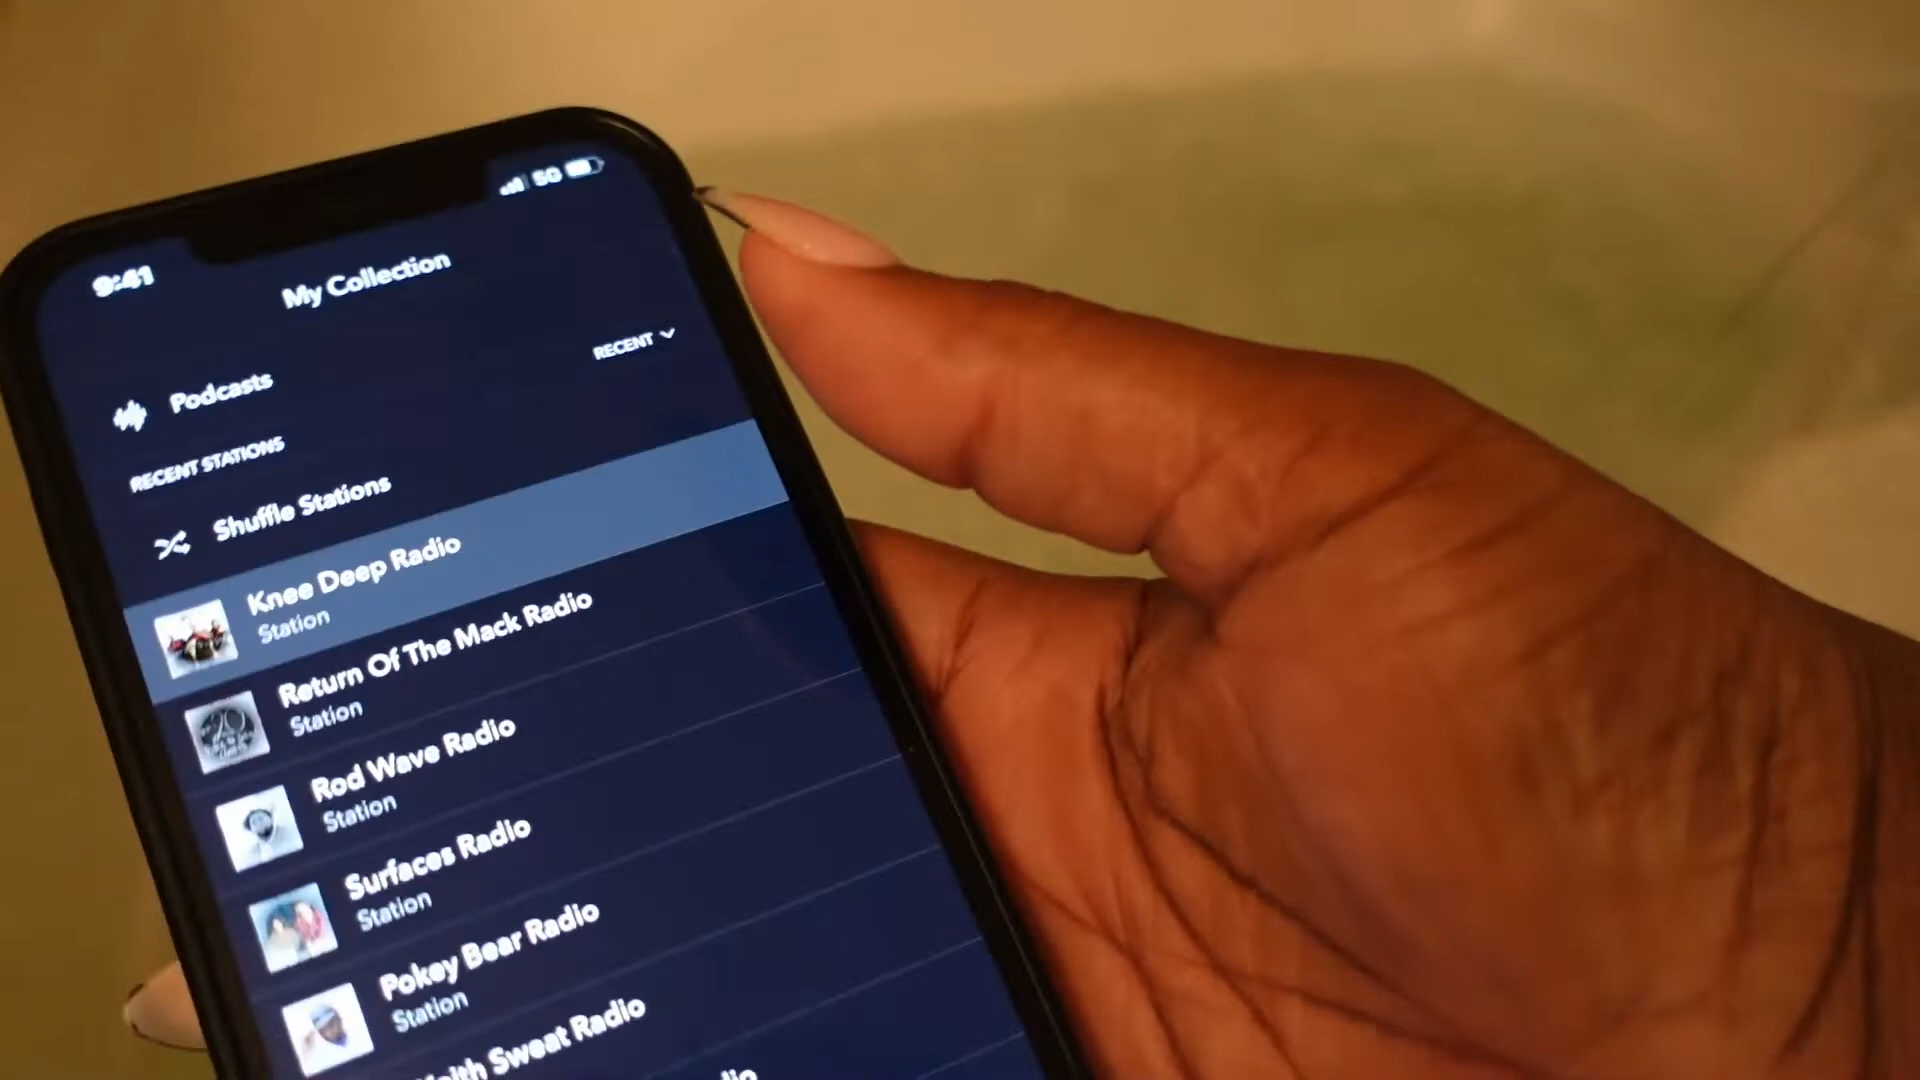 9:41
5G
My Collection
RECENT
Podcasts
RECENT STATIONS
Shuffle Stations
Knee Deep Radio
Station
Return Of The Mack Radio
Station
Rod Wave Radio
Station
Surfaces Radio
Station
Pokey Bear Radio
Station
Sweat Radio